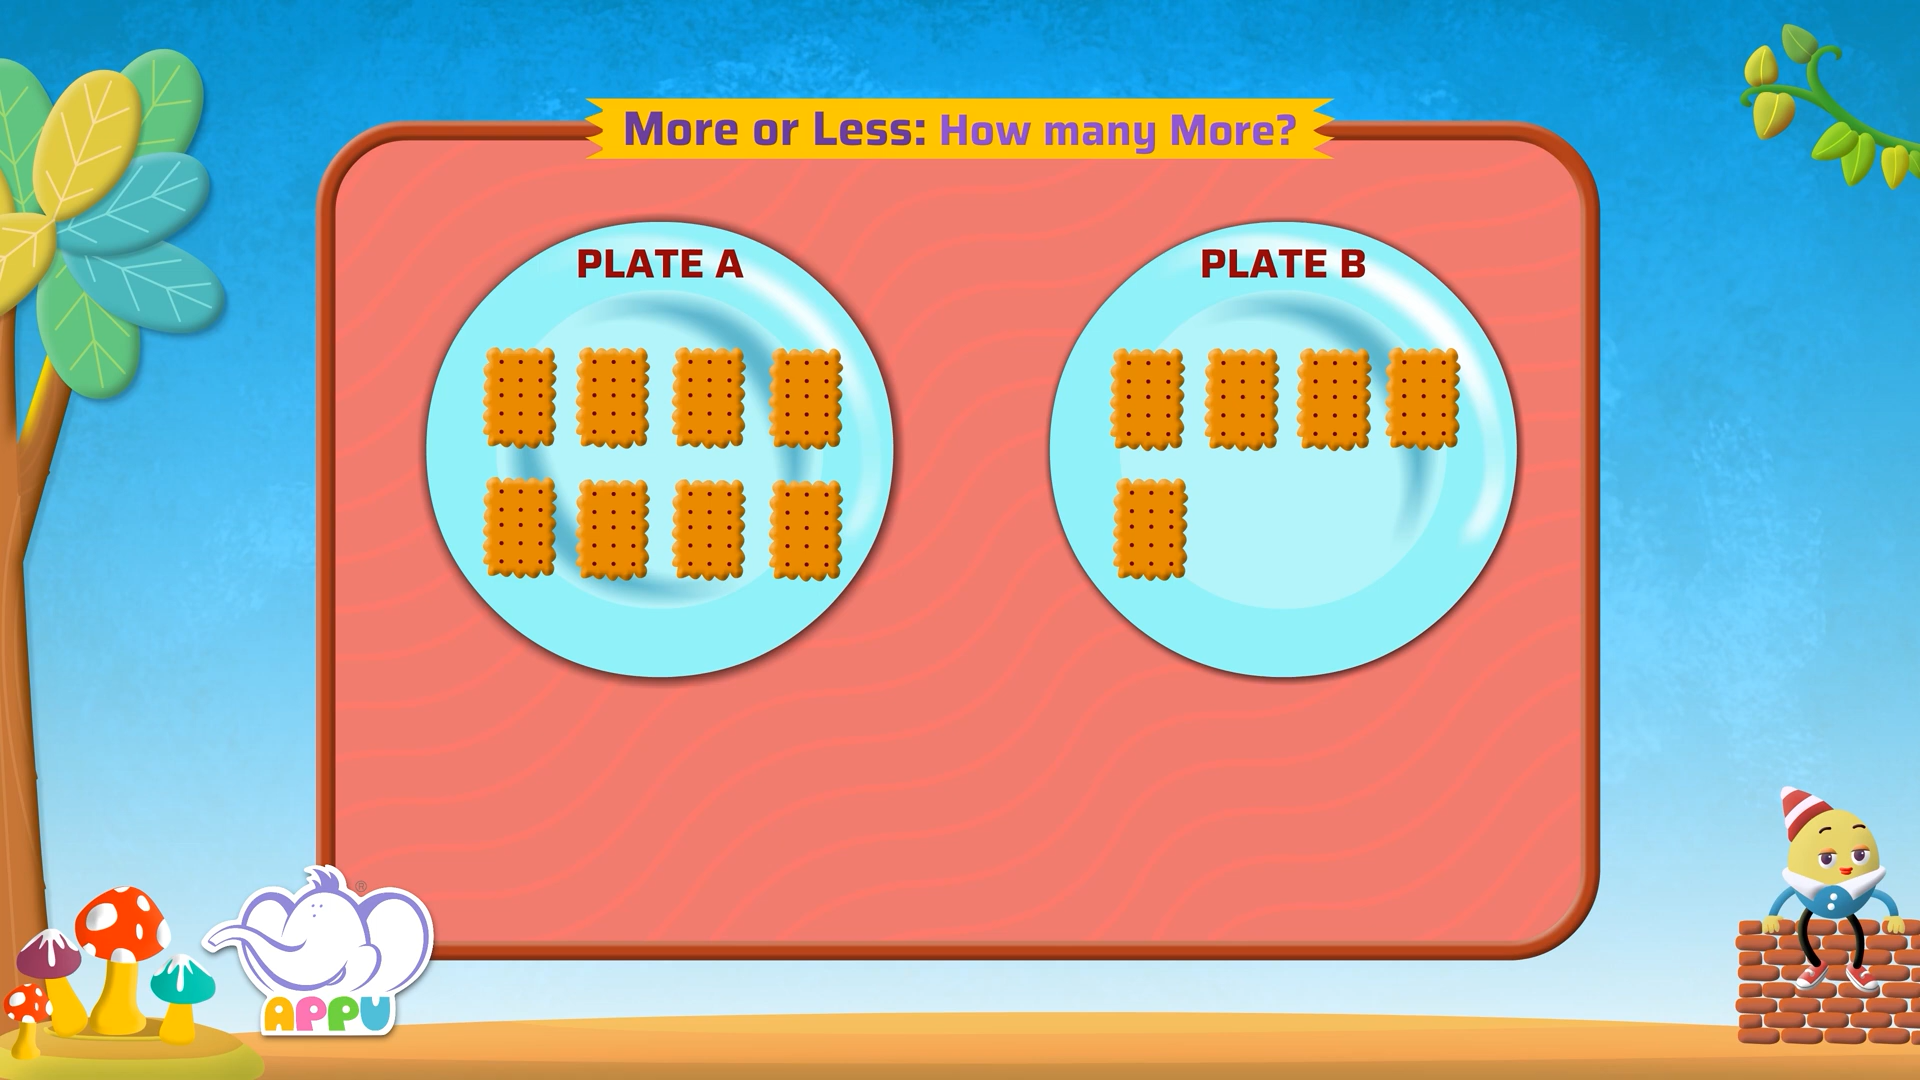 More or Less: How many More?
PLATE A
PLATE B
®
APPU